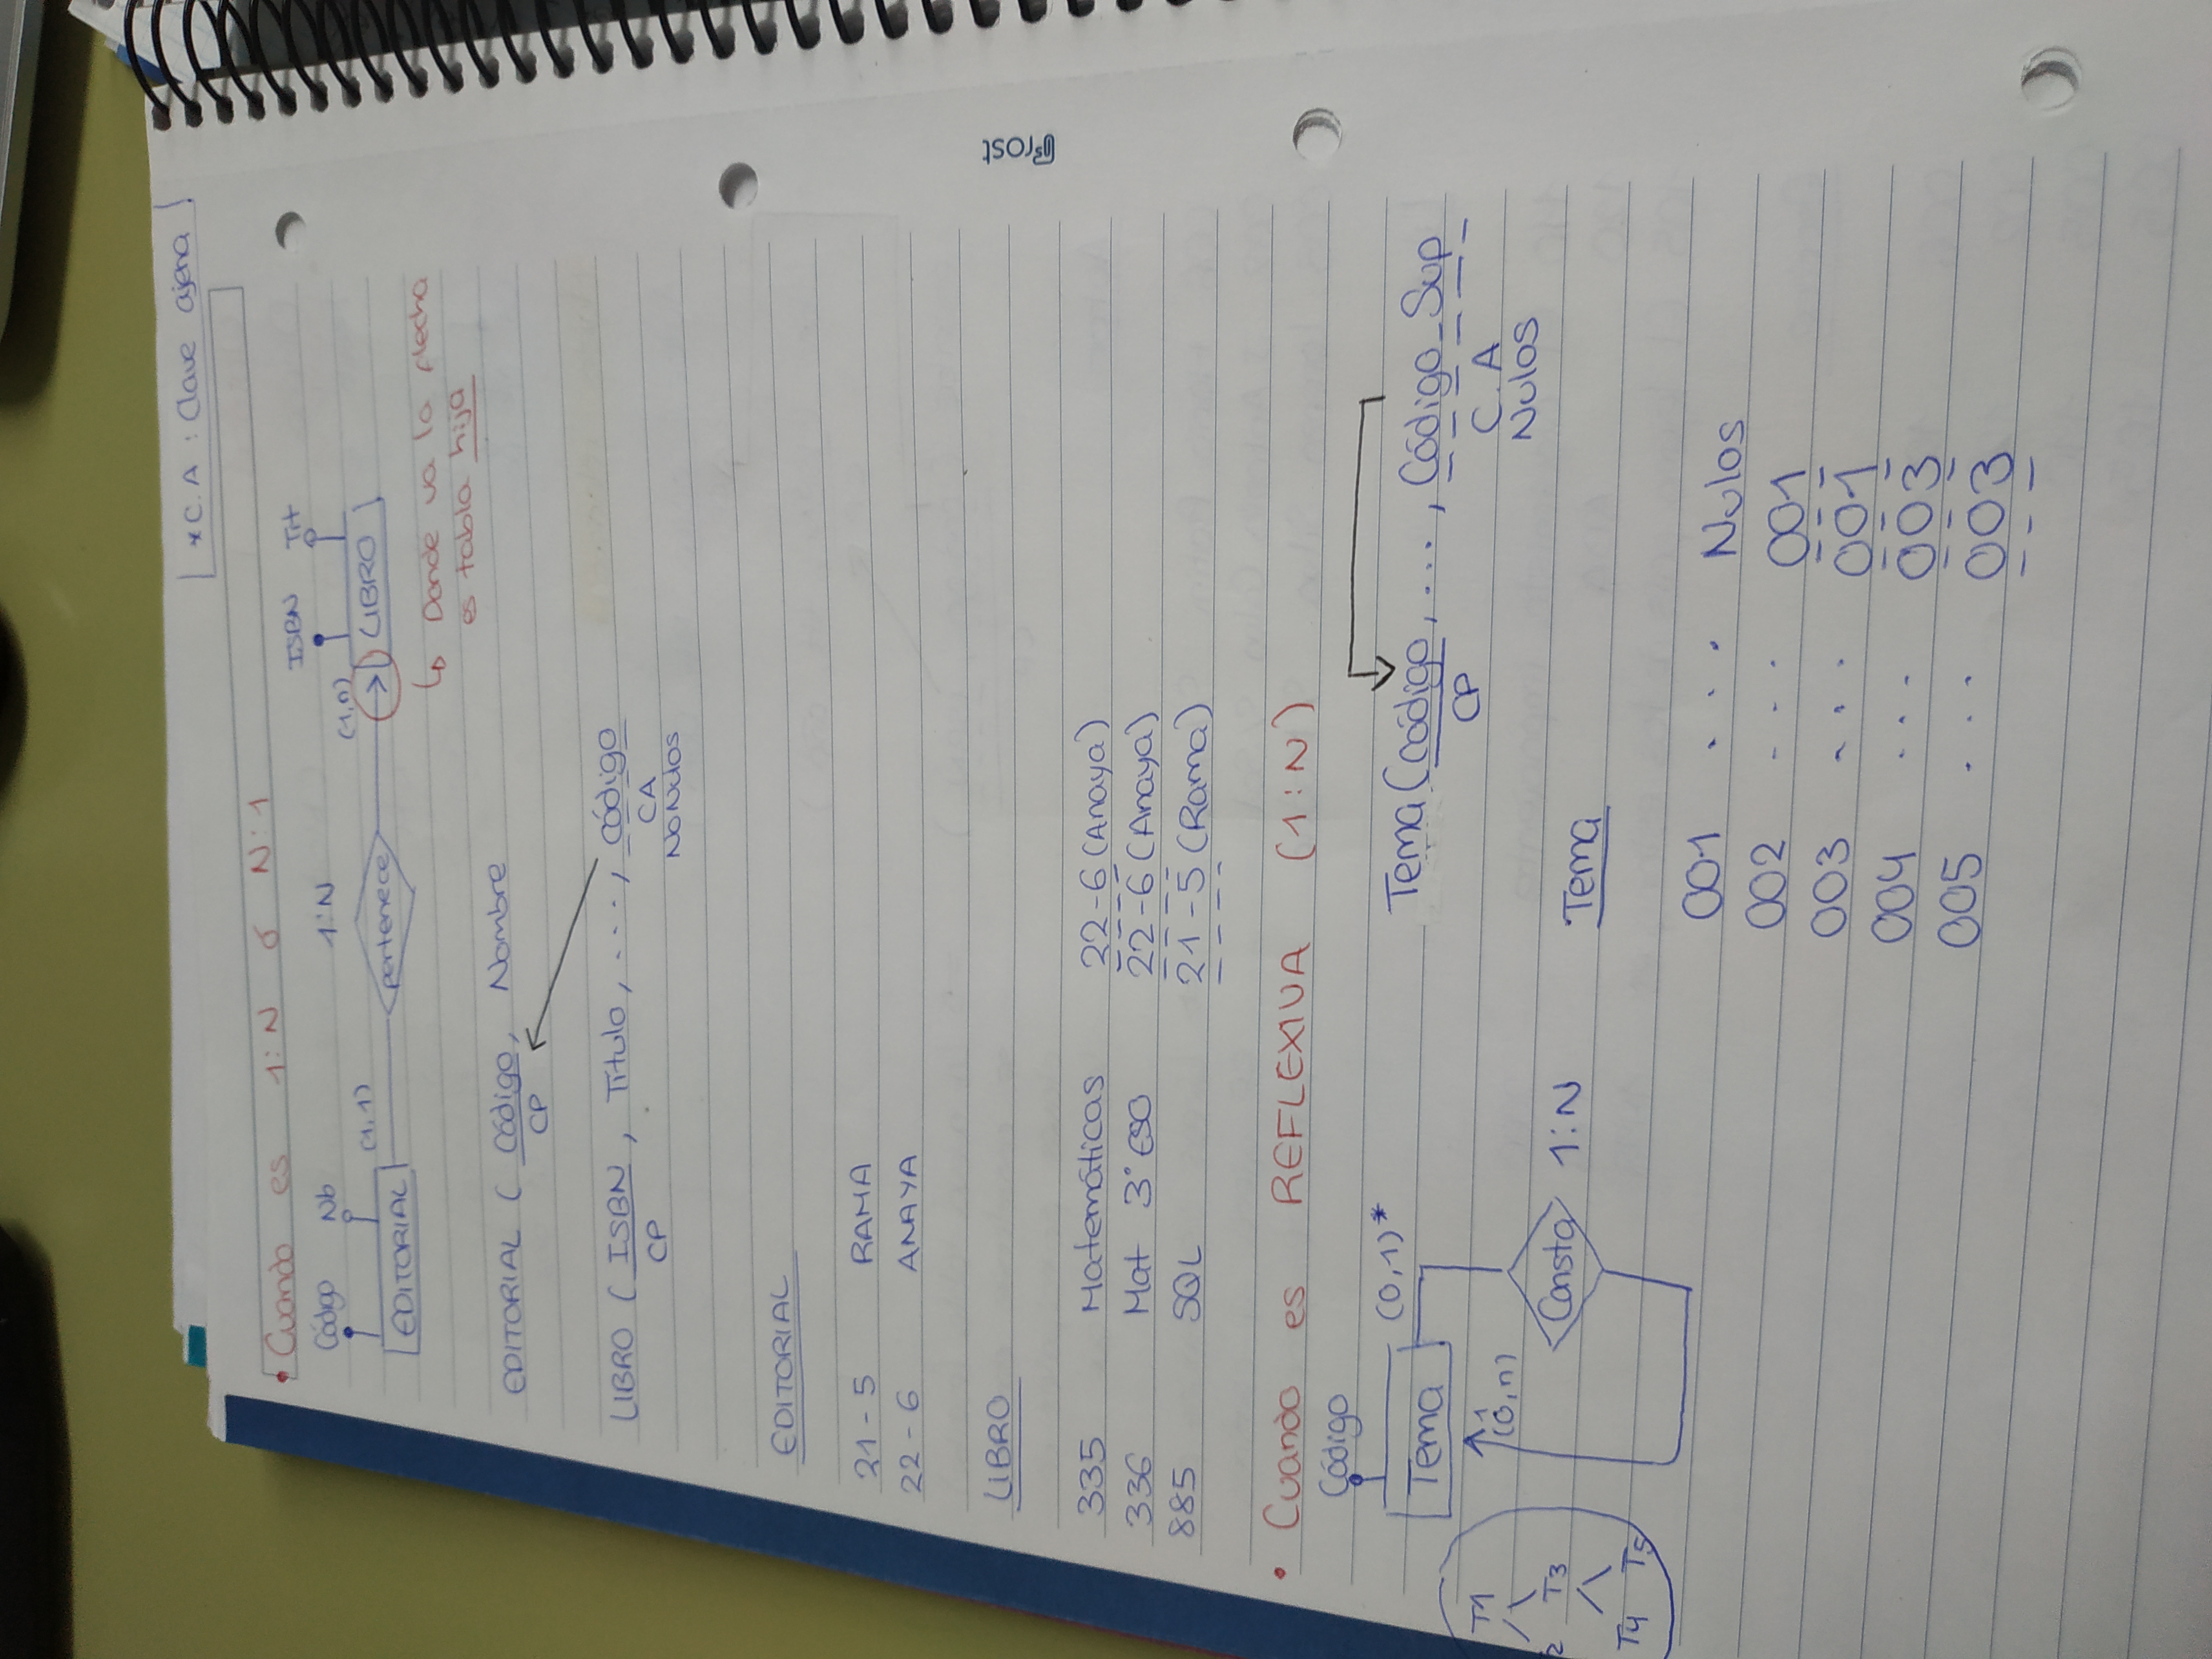 *C.A : Clave ajena
• Cuando es 1:N ó N:1
Código Nb 1:N ISBN Tit
EDITORIAL (1,1) pertenece (1,n) LIBRO
↳ Donde va la flecha
es tabla hija
EDITORIAL ( Código, Nombre
CP
LIBRO ( ISBN, Título, ..., código
CP CA
No Nulos
EDITORIAL
21-5 RAMA
22-6 ANAYA
LIBRO
335 Matemáticas 22-6 (Anaya)
336 Mat 3° ESO 22-6 (Anaya)
885 SQL 21-5 (Rama)
• Cuando es REFLEXIVA (1:N)
Código
Tema (0,1)*
(0,n)
1
Consta 1:N
T1
2 T3
T4 T5
Tema (código, ..., Código_Sup
CP C.A
Nulos
Tema
001 ... Nulos
002 ... 001
003 ... 001
004 ... 003
005 ... 003
Frost